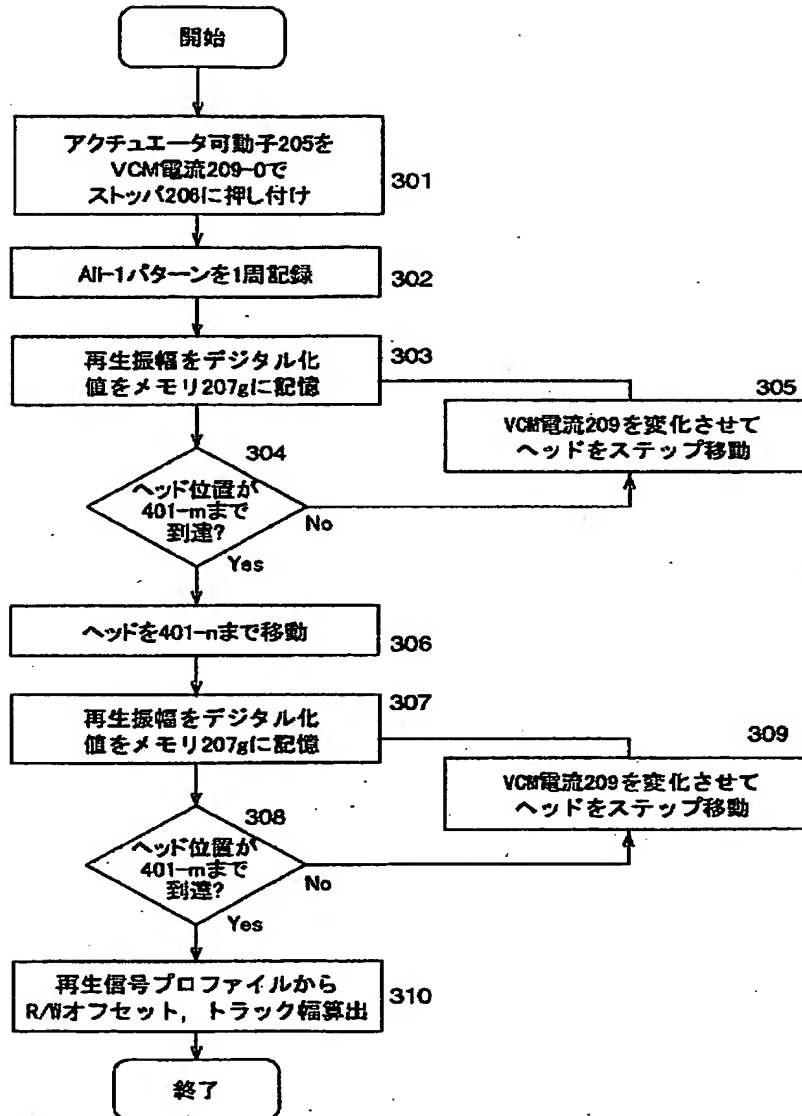 開始
アクチュエータ可動子205を
VCM電流209-0で
ストッパ206に押し付け
301
All-1パターンを1周記録
302
再生振幅をデジタル化
値をメモリ207gに記憶
303
305
VCM電流209を変化させて
ヘッドをステップ移動
304
ヘッド位置が
401-mまで
到達?
No
Yes
ヘッドを401-nまで移動
306
再生振幅をデジタル化
値をメモリ207gに記憶
307
309
VCM電流209を変化させて
ヘッドをステップ移動
308
ヘッド位置が
401-mまで
到達?
No
Yes
再生信号プロファイルから
R/Wオフセット, トラック幅算出
310
終了